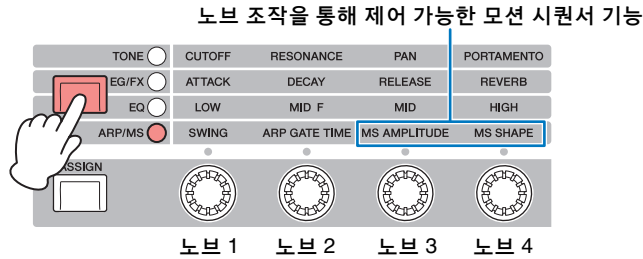 노브 조작을 통해 제어 가능한 모션 시퀀서 기능
TONE CUTOFF RESONANCE PAN PORTAMENTO
EG/FX ATTACK DECAY RELEASE REVERB
EQ LOW MID F MID HIGH
ARP/MS SWING ARP GATE TIME MS AMPLITUDE MS SHAPE
ASSIGN
노브 1 노브 2 노브 3 노브 4